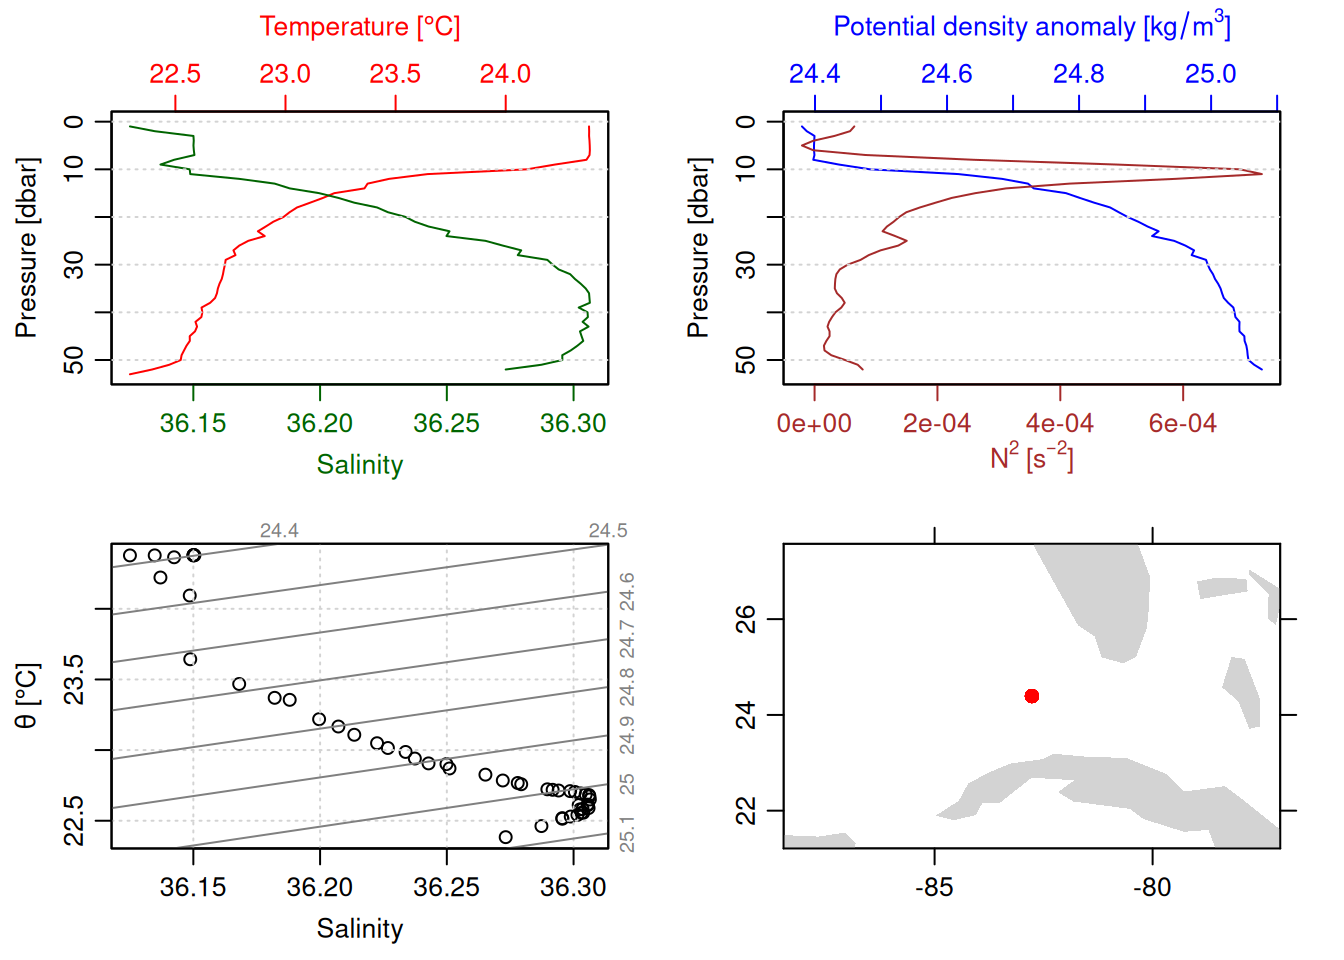 Temperature [°C]
22.5 23.0 23.5 24.0
Pressure [dbar]
0
10
30
50
36.15 36.20 36.25 36.30
Salinity
Potential density anomaly [kg/m³]
24.4 24.6 24.8 25.0
Pressure [dbar]
0
10
30
50
0e+00 2e-04 4e-04 6e-04
N² [s⁻²]
24.4 24.5
24.6
24.7
24.8
24.9
25
25.1
θ [°C]
23.5
22.5
36.15 36.20 36.25 36.30
Salinity
26
24
22
-85 -80